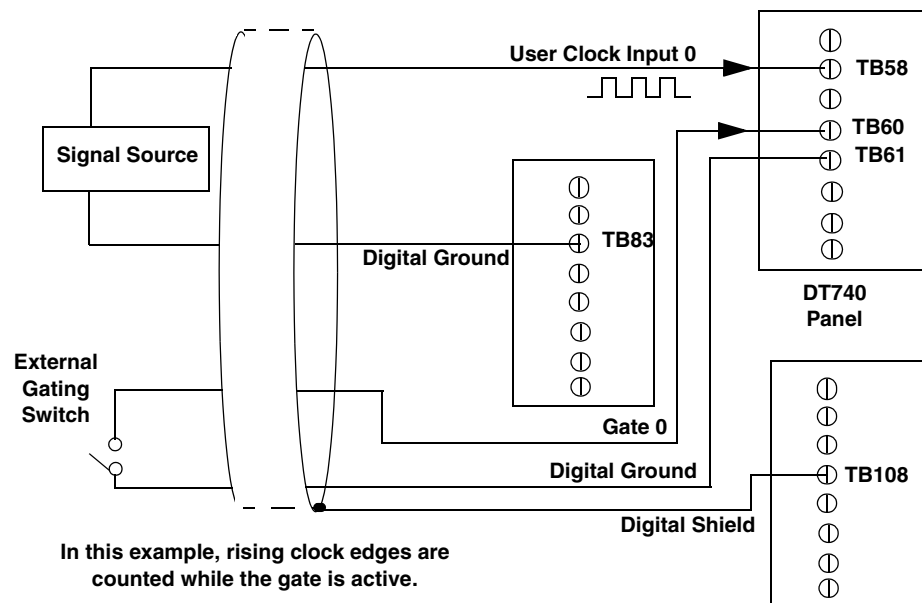 User Clock Input 0
TB58
Signal Source
TB60
TB61
TB83
Digital Ground
DT740
Panel
External
Gating
Switch
Gate 0
Digital Ground
TB108
Digital Shield
In this example, rising clock edges are
counted while the gate is active.